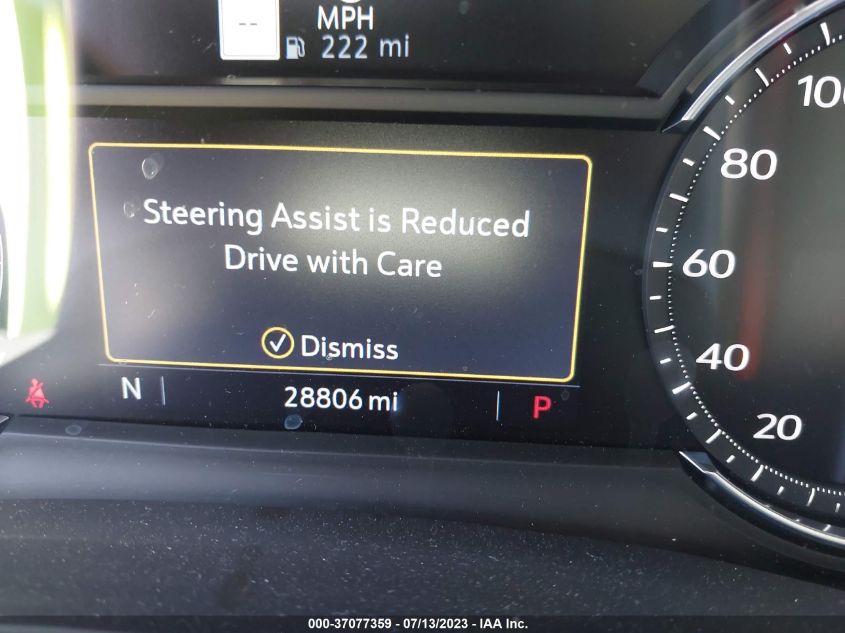 --
MPH
222 mi
Steering Assist is Reduced
Drive with Care
Dismiss
N
28806 mi
P
80
60
40
20
000-37077359 - 07/13/2023 - IAA Inc.